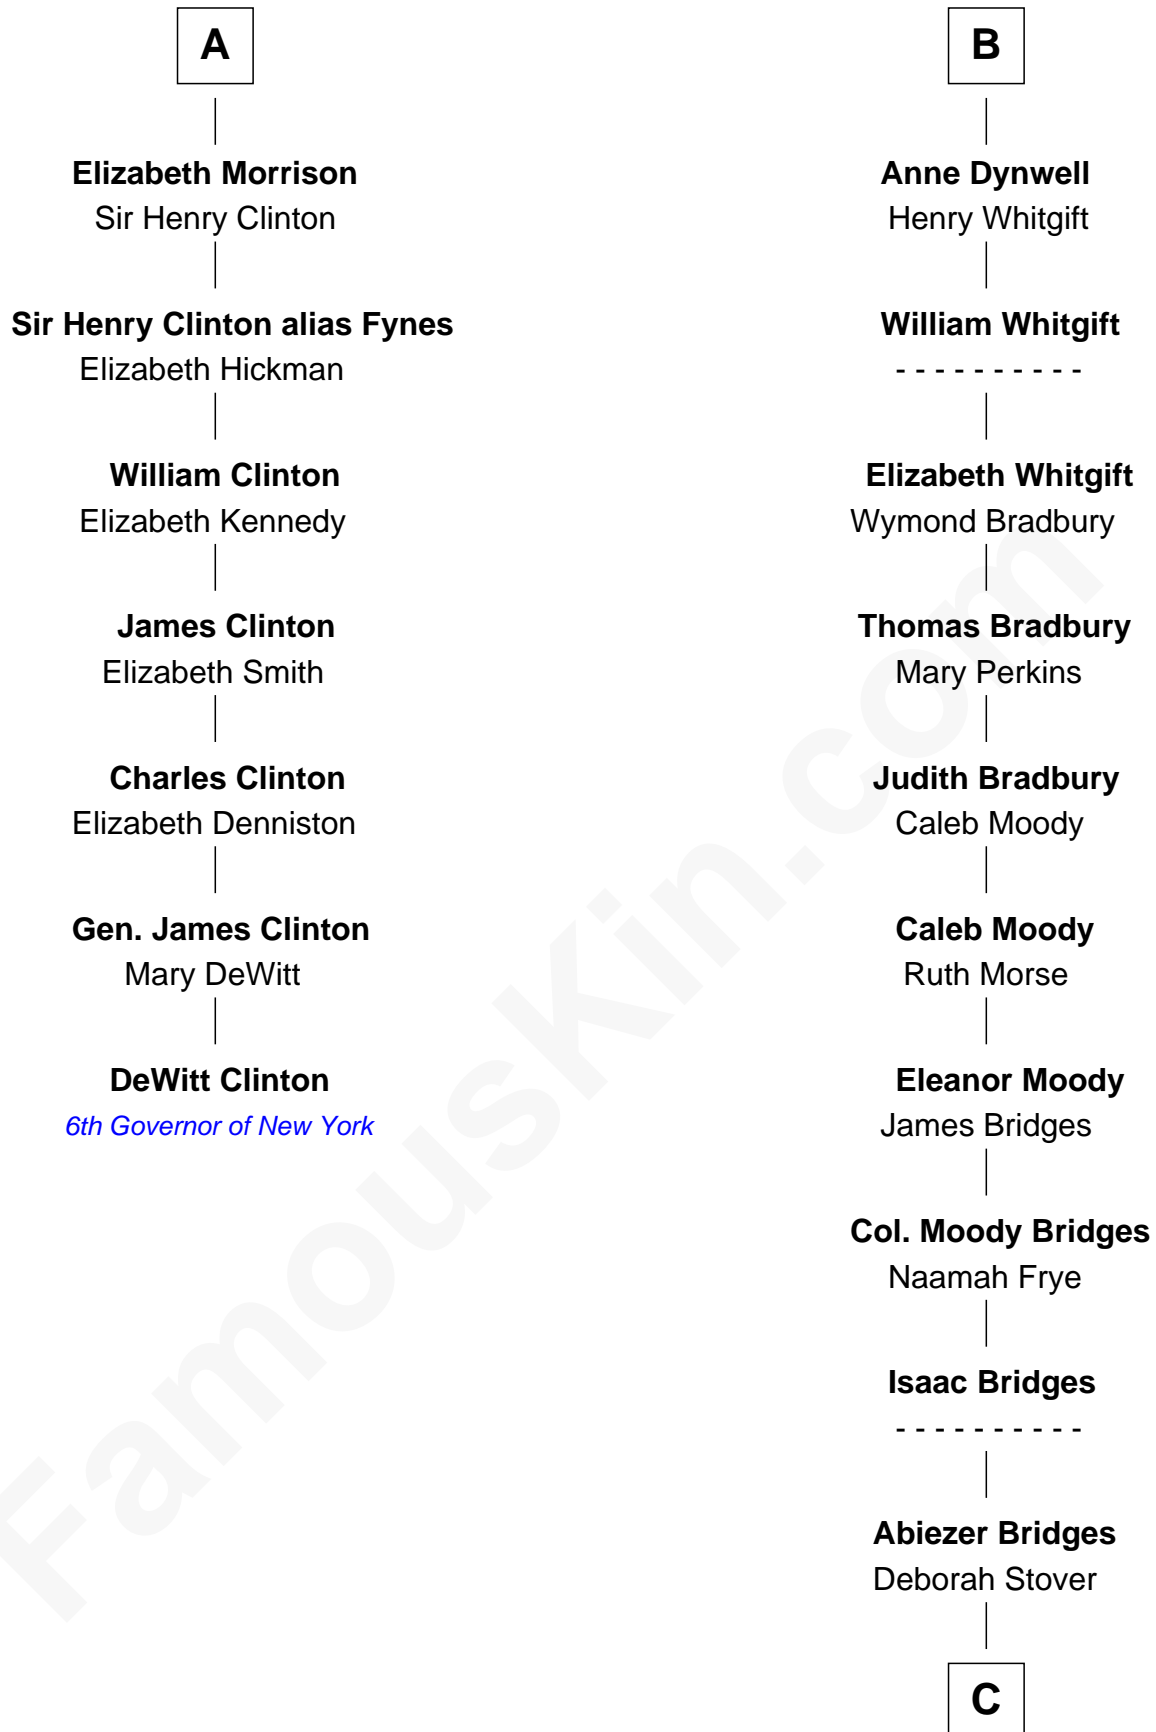 A
Elizabeth Morrison
Sir Henry Clinton
Sir Henry Clinton alias Fynes
Elizabeth Hickman
William Clinton
Elizabeth Kennedy
James Clinton
Elizabeth Smith
Charles Clinton
Elizabeth Denniston
Gen. James Clinton
Mary DeWitt
DeWitt Clinton
6th Governor of New York
B
Anne Dynwell
Henry Whitgift
William Whitgift
- - - - - - - - - -
Elizabeth Whitgift
Wymond Bradbury
Thomas Bradbury
Mary Perkins
Judith Bradbury
Caleb Moody
Caleb Moody
Ruth Morse
Eleanor Moody
James Bridges
Col. Moody Bridges
Naamah Frye
Isaac Bridges
- - - - - - - - - -
Abiezer Bridges
Deborah Stover
C
FamousKin.com